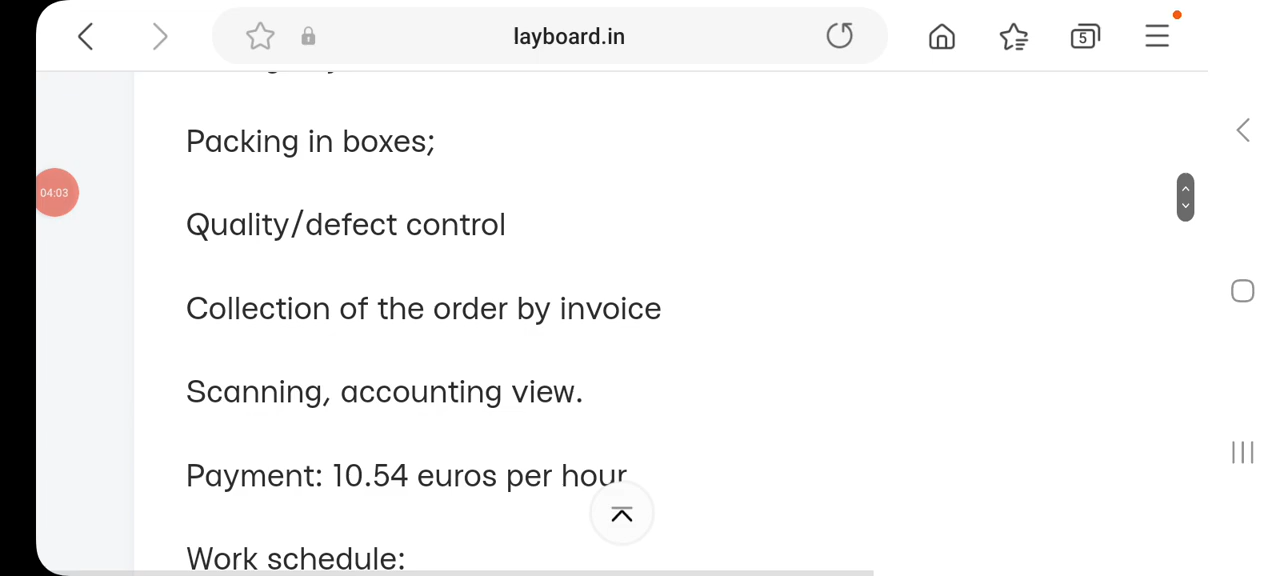 layboard.in
5
04:03
Packing in boxes;
Quality/defect control
Collection of the order by invoice
Scanning, accounting view.
Payment: 10.54 euros per hour
Work schedule: